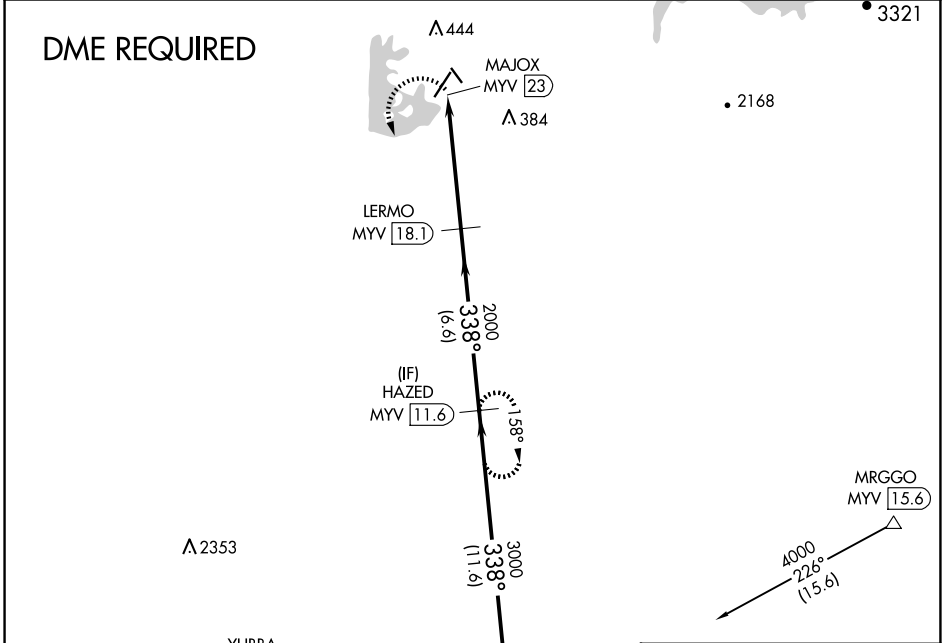 DME REQUIRED
444
3321
MAJOX
MYV 23
384
2168
LERMO
MYV 18.1
2000
338°
(6.6)
(IF)
HAZED
MYV 11.6
158°
MRGGO
MYV 15.6
2353
3000
338°
(11.6)
4000
226°
(15.6)